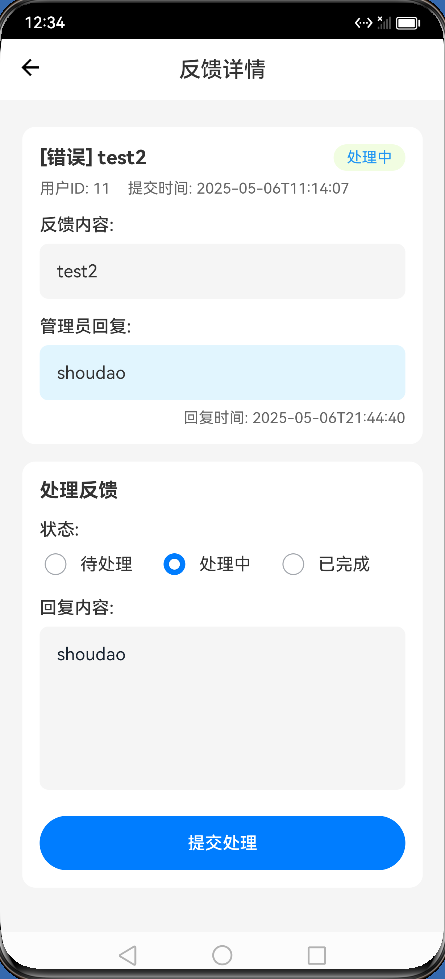 12:34
反馈详情
[错误] test2
处理中
用户ID: 11 提交时间: 2025-05-06T11:14:07
反馈内容:
test2
管理员回复:
shoudao
回复时间: 2025-05-06T21:44:40
处理反馈
状态:
待处理 处理中 已完成
回复内容:
shoudao
提交处理